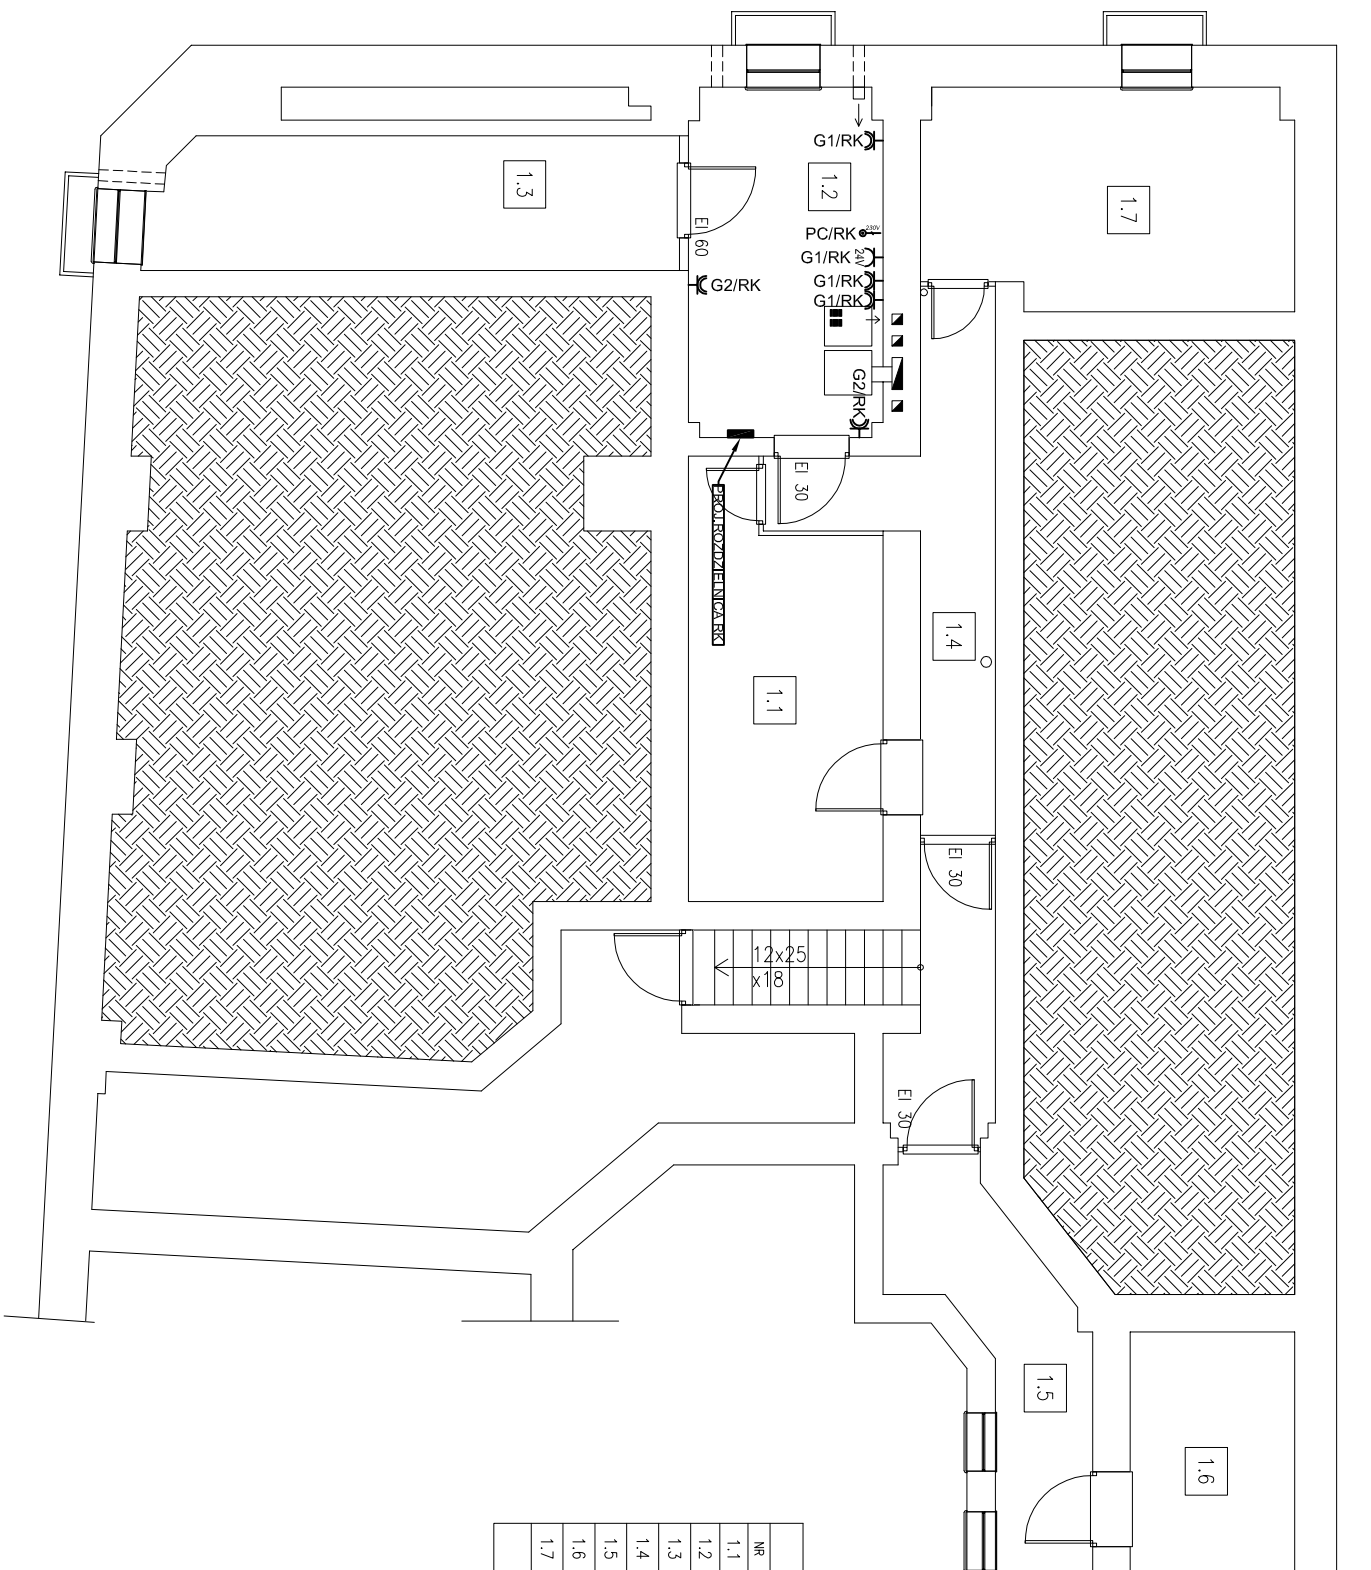 G1/RK
1.2
1.3
1.7
EI 60
PC/RK
230V
G1/RK
24V
G1/RK
G2/RK
G1/RK
G2/RK
EI 30
PROJ. ROZDZIELNICA RK
1.4
1.1
EI 30
12x25
x18
EI 30
1.5
1.6
NR
1.1
1.2
1.3
1.4
1.5
1.6
1.7